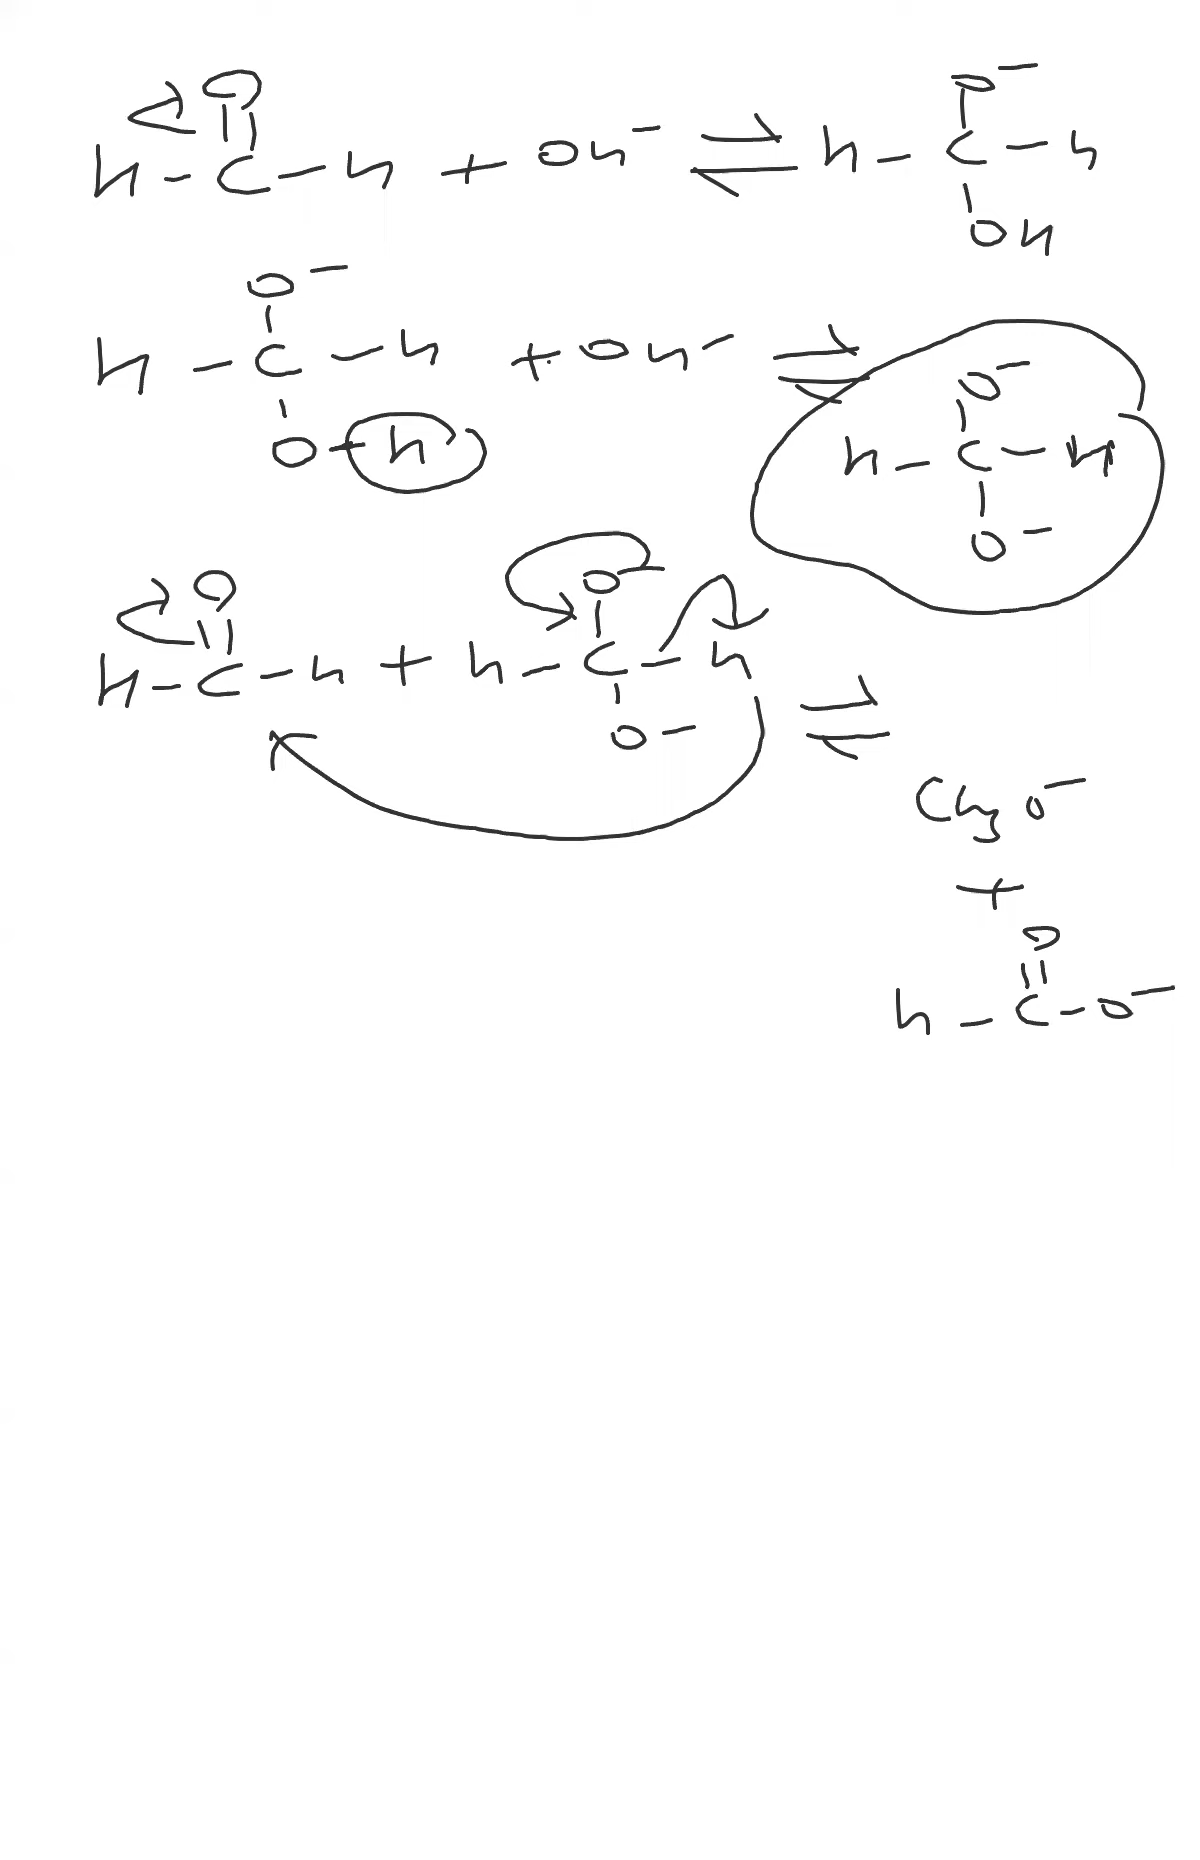 O O−
H - C - H + OH− ⇌ H - C - H
OH
O−
H - C - H + OH− ⇌ O−
O - H H - C - H
O−
O O−
H - C - H + H - C - H ⇌
O−
CH3O−
+
O
H - C - O−